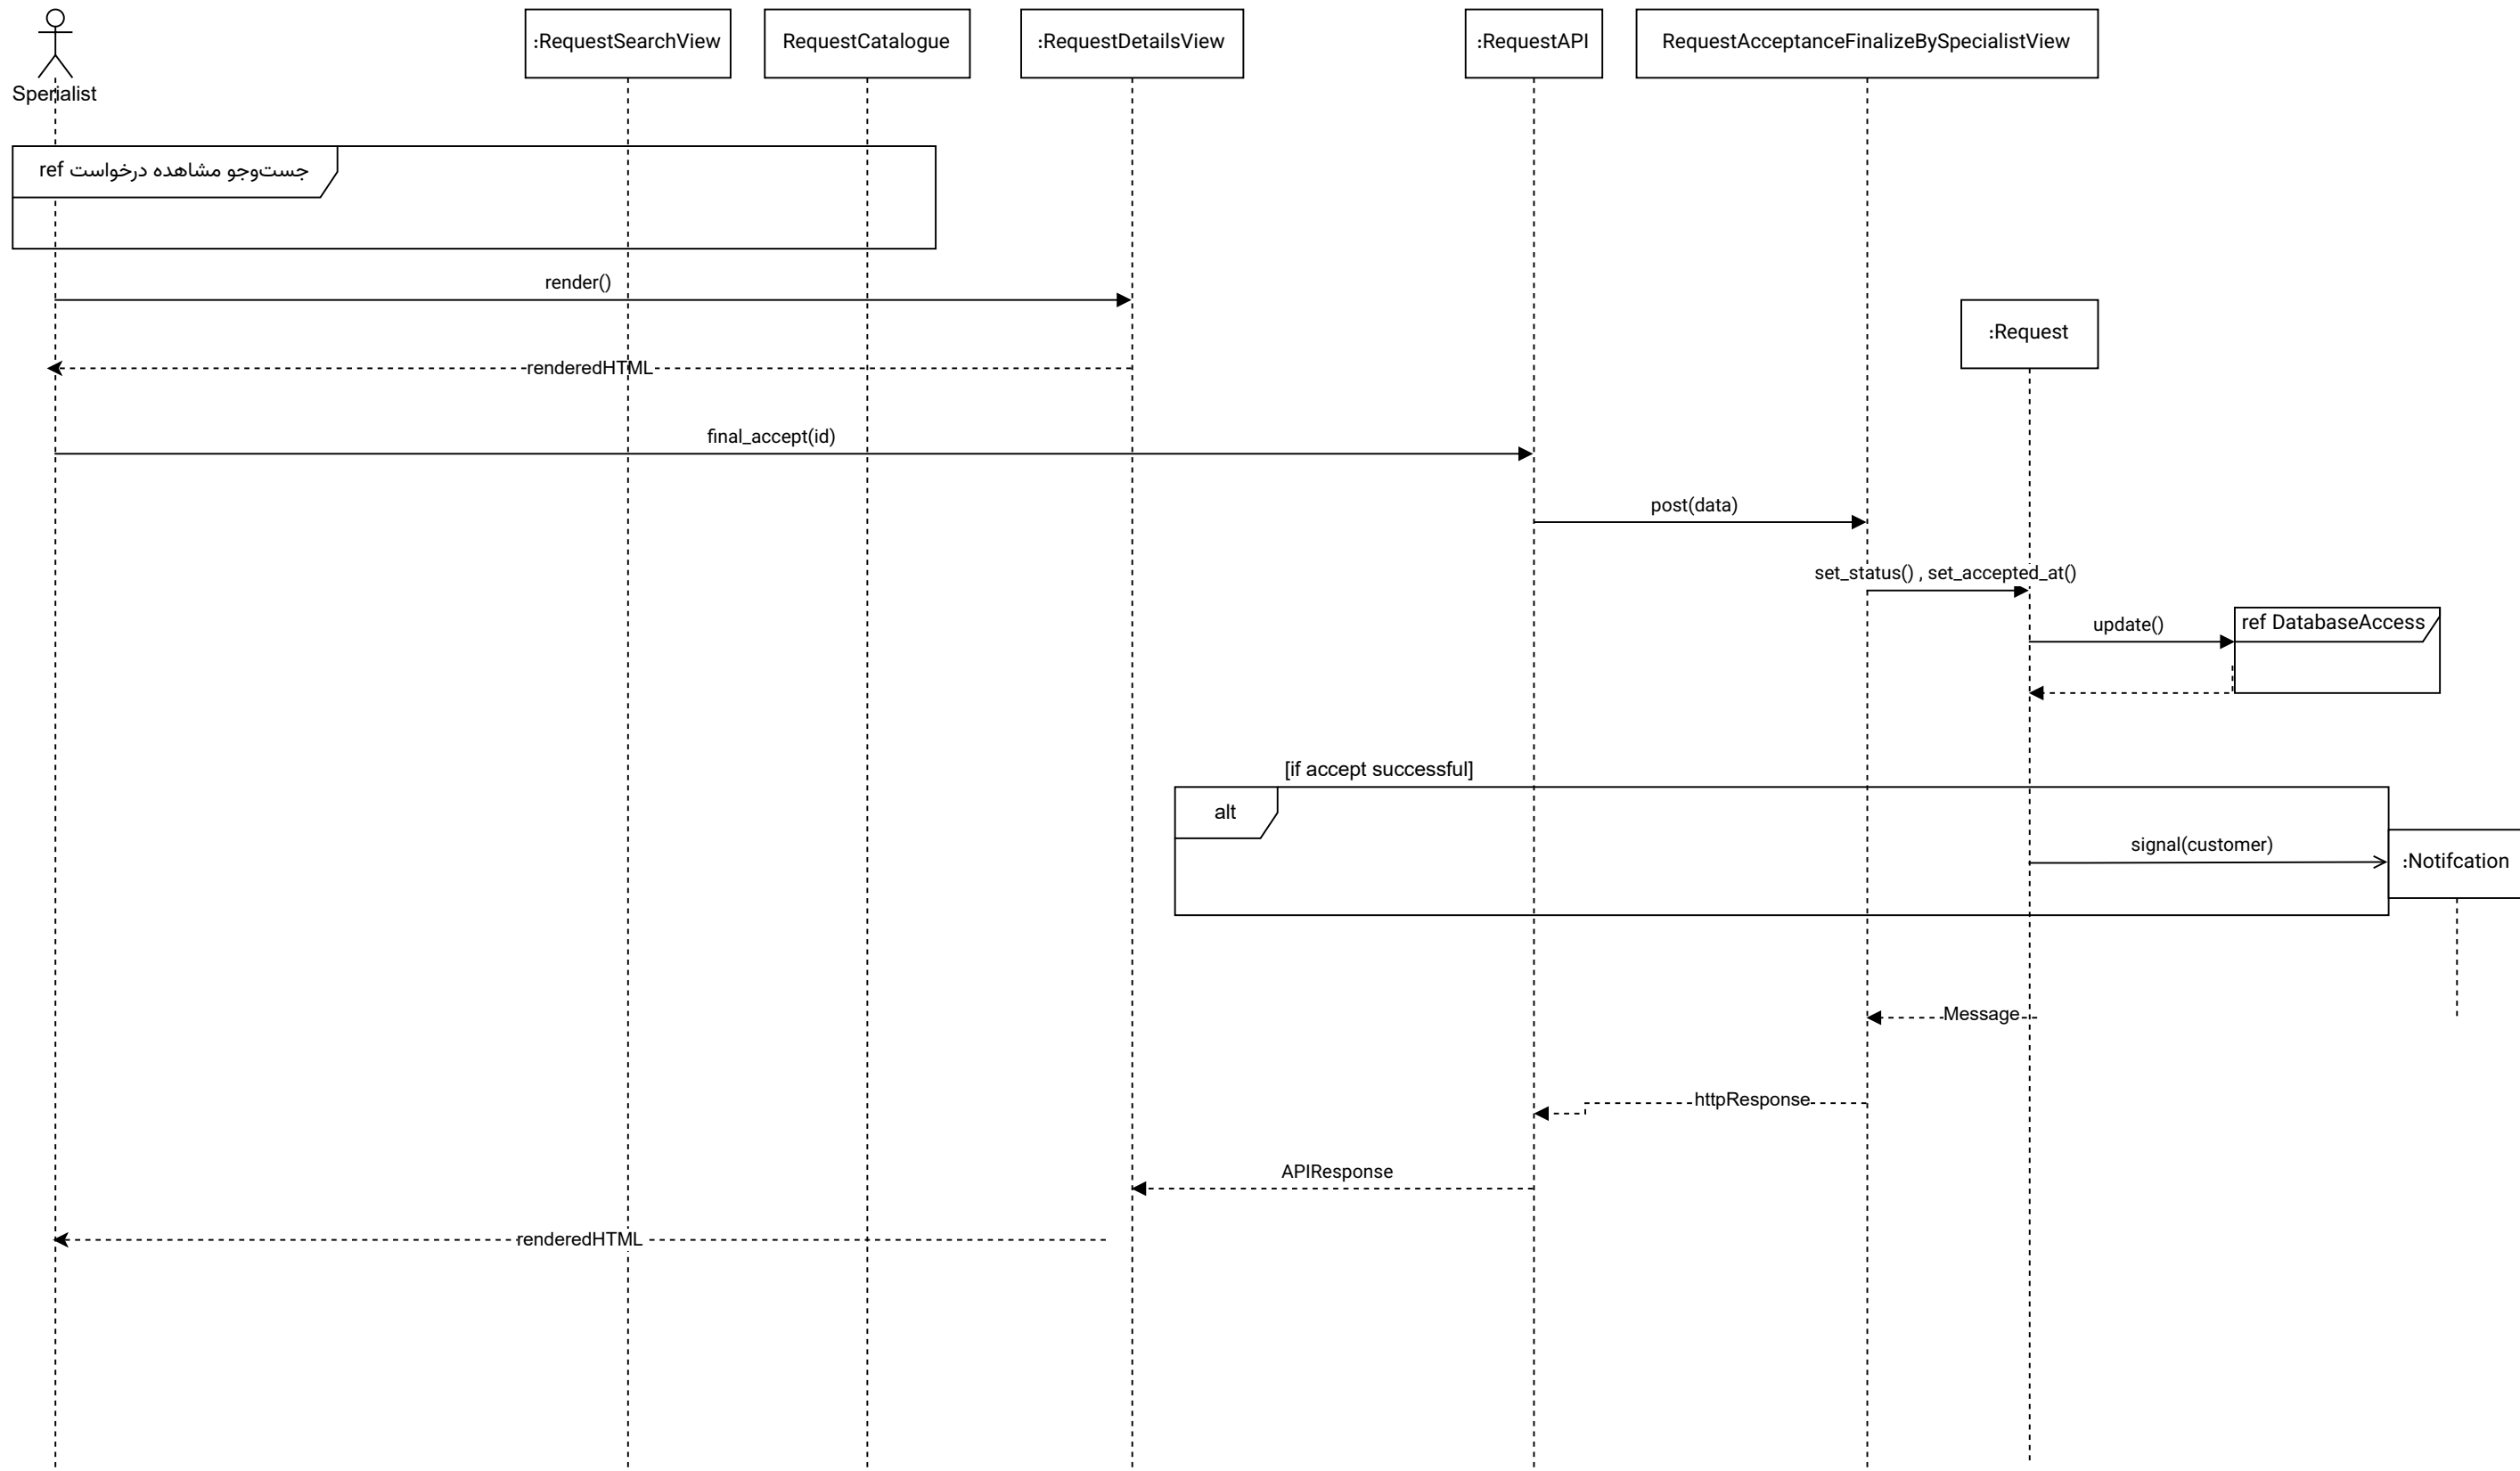 :RequestSearchView
RequestCatalogue
:RequestDetailsView
:RequestAPI
RequestAcceptanceFinalizeBySpecialistView
Sperialist
ref جست‌وجو مشاهده درخواست
render()
:Request
renderedHTML
final_accept(id)
post(data)
set_status() , set_accepted_at()
update()
ref DatabaseAccess
[if accept successful]
alt
signal(customer)
:Notifcation
Message
httpResponse
APIResponse
renderedHTML